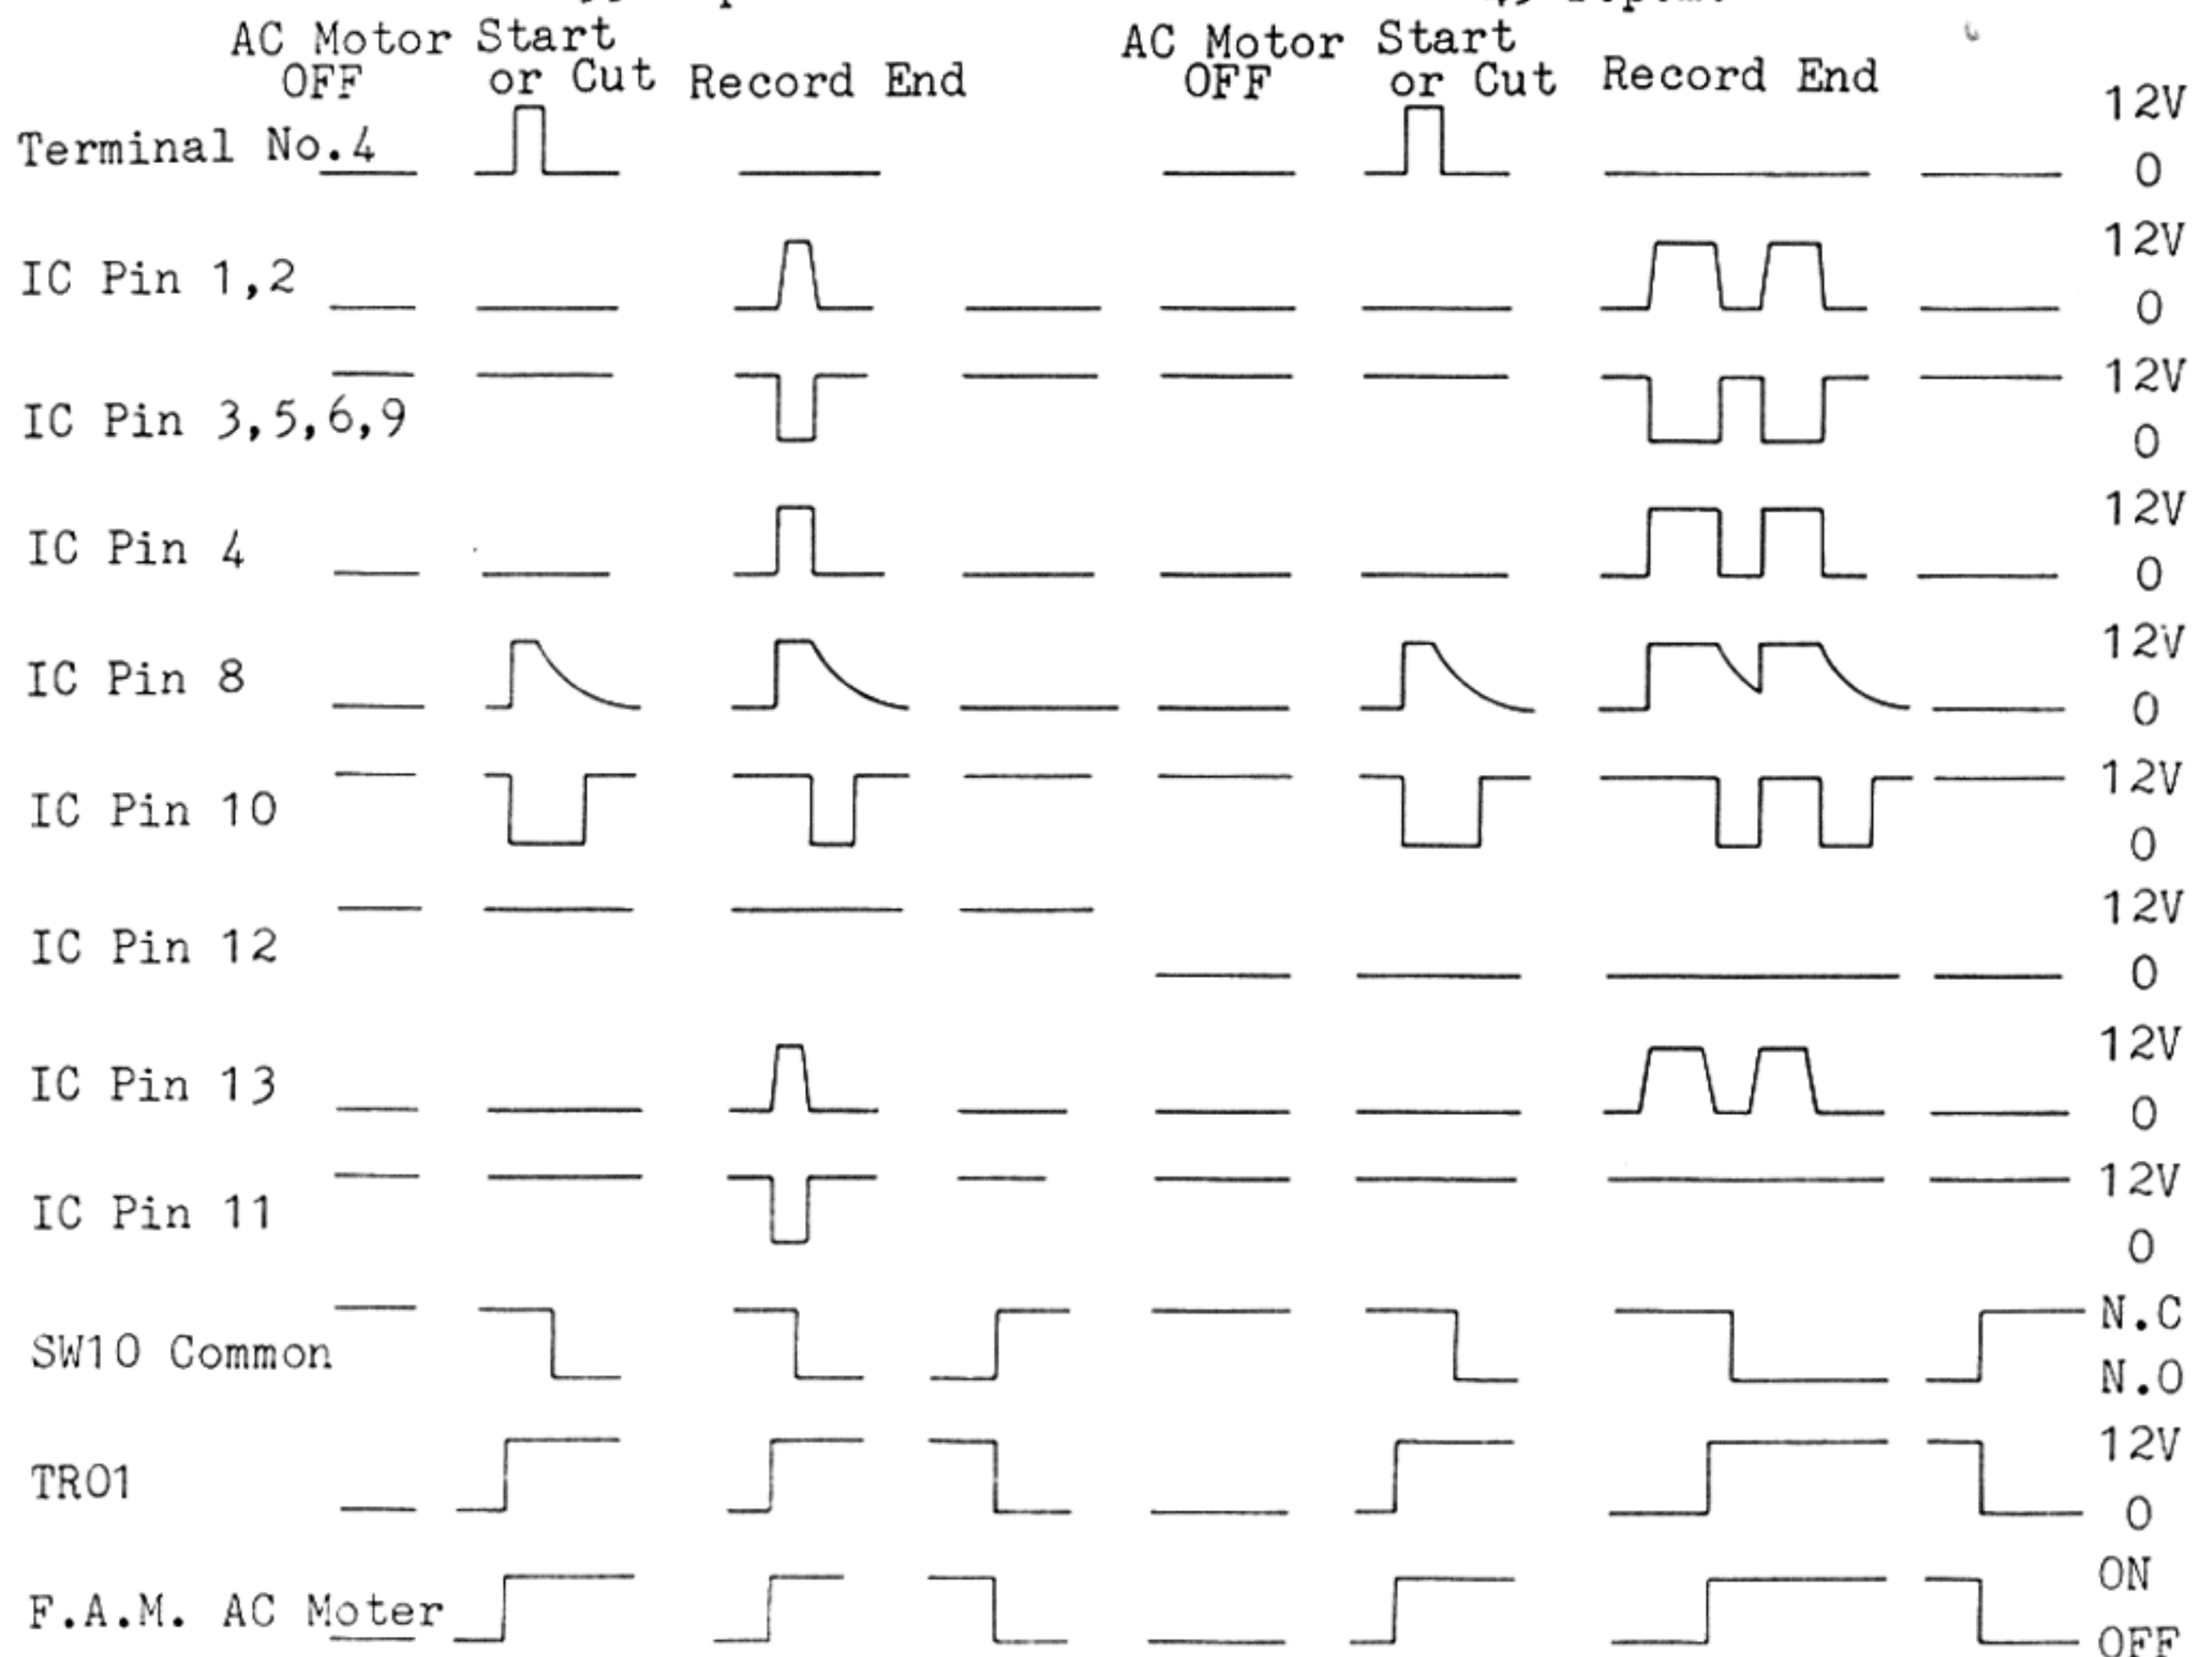 AC Motor Start AC Motor Start
OFF or Cut Record End OFF or Cut Record End
12V
Terminal No.4
0
12V
IC Pin 1,2
0
12V
IC Pin 3,5,6,9
0
12V
IC Pin 4
0
12V
IC Pin 8
0
12V
IC Pin 10
0
12V
IC Pin 12
0
12V
IC Pin 13
0
12V
IC Pin 11
0
N.C
SW10 Common
N.O
12V
TR01
0
ON
F.A.M. AC Moter
OFF